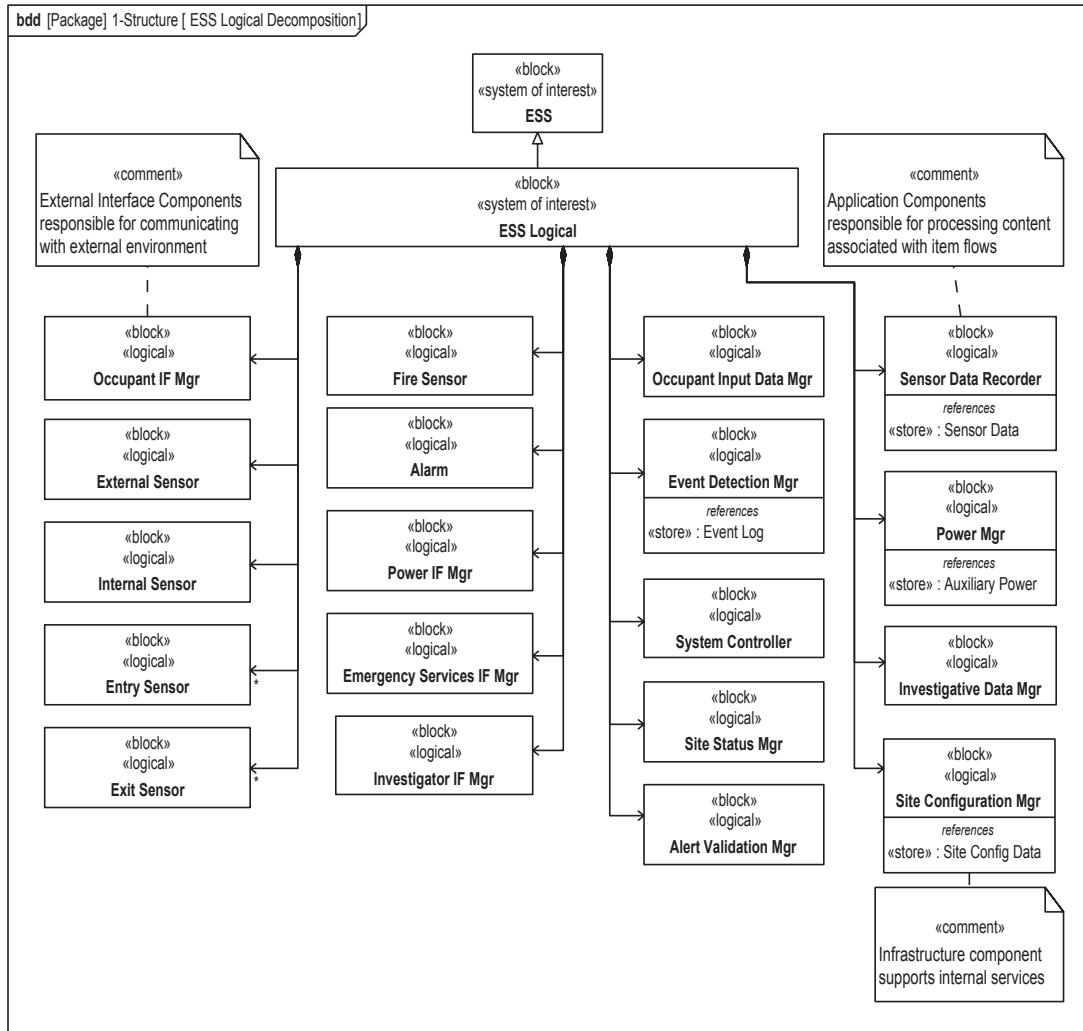 bdd [Package] 1-Structure [ ESS Logical Decomposition]
«block»
«system of interest»
ESS
«comment»
External Interface Components
responsible for communicating
with external environment
«block»
«system of interest»
ESS Logical
«comment»
Application Components
responsible for processing content
associated with item flows
«block»
«logical»
Occupant IF Mgr
«block»
«logical»
External Sensor
«block»
«logical»
Internal Sensor
«block»
«logical»
Entry Sensor
*
«block»
«logical»
Exit Sensor
*
«block»
«logical»
Fire Sensor
«block»
«logical»
Alarm
«block»
«logical»
Power IF Mgr
«block»
«logical»
Emergency Services IF Mgr
«block»
«logical»
Investigator IF Mgr
«block»
«logical»
Occupant Input Data Mgr
«block»
«logical»
Event Detection Mgr
references
«store» : Event Log
«block»
«logical»
System Controller
«block»
«logical»
Site Status Mgr
«block»
«logical»
Alert Validation Mgr
«block»
«logical»
Sensor Data Recorder
references
«store» : Sensor Data
«block»
«logical»
Power Mgr
references
«store» : Auxiliary Power
«block»
«logical»
Investigative Data Mgr
«block»
«logical»
Site Configuration Mgr
references
«store» : Site Config Data
«comment»
Infrastructure component
supports internal services